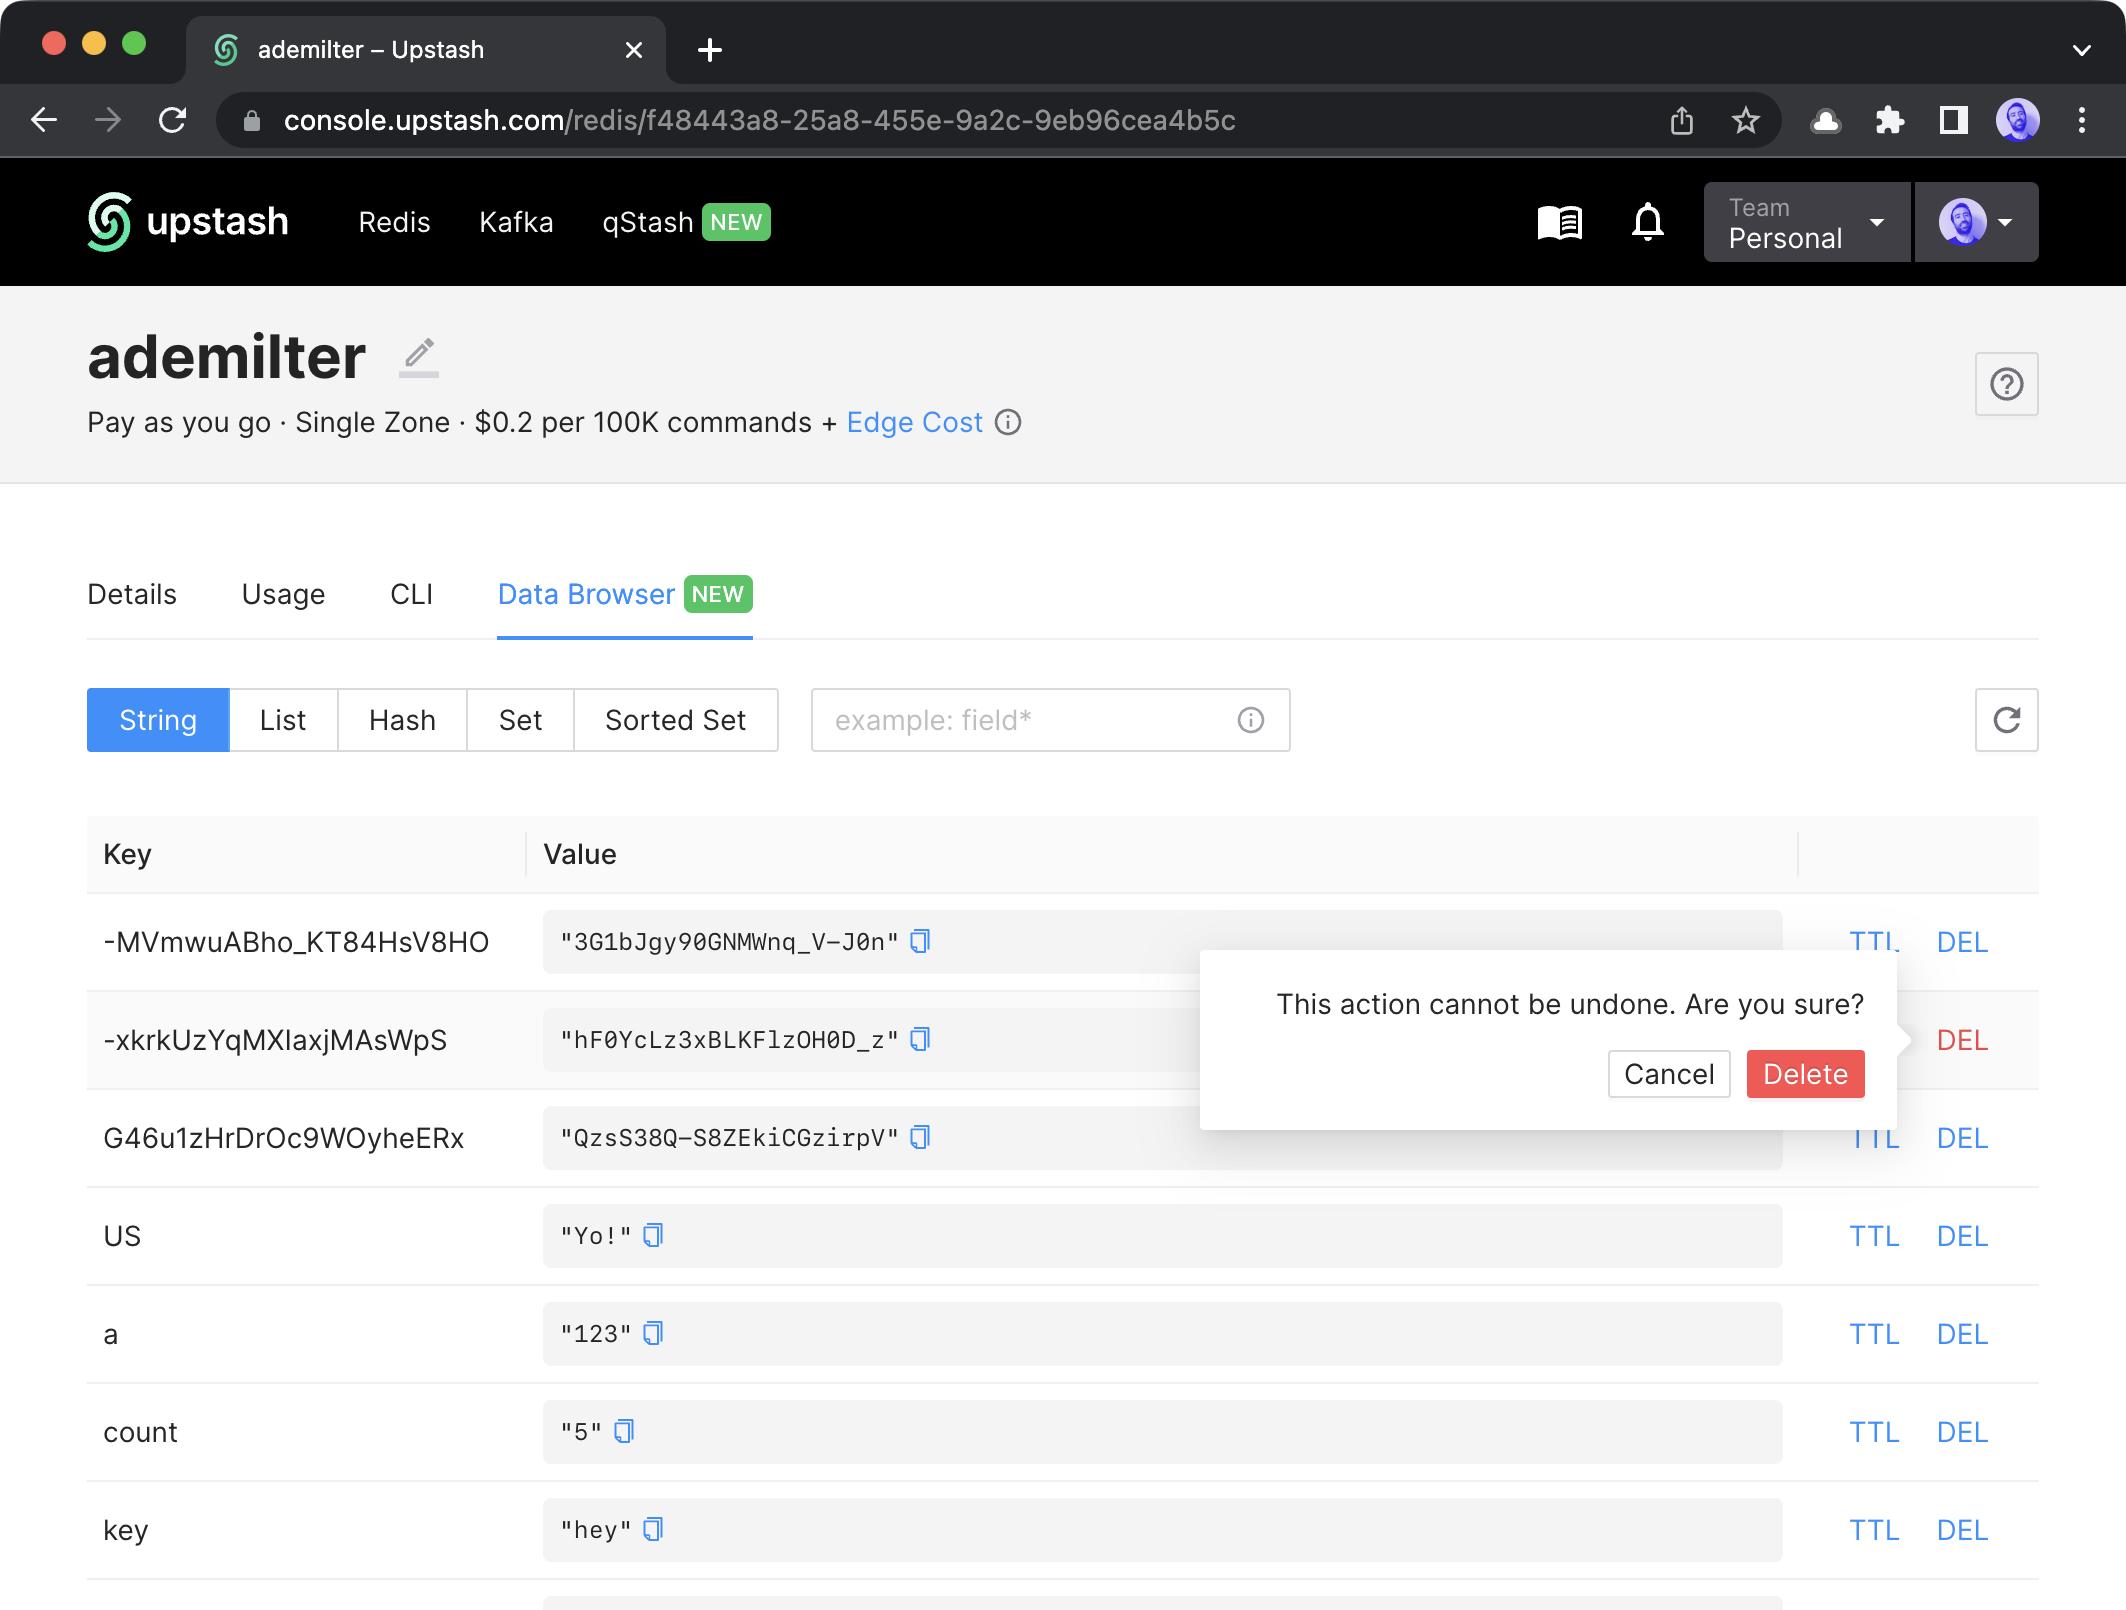 ademilter – Upstash
console.upstash.com/redis/f48443a8-25a8-455e-9a2c-9eb96cea4b5c
upstash Redis Kafka qStash NEW
Team
Personal
ademilter
Pay as you go · Single Zone · $0.2 per 100K commands + Edge Cost
Details Usage CLI Data Browser NEW
String List Hash Set Sorted Set example: field*
Key Value
-MVmwuABho_KT84HsV8HO "3G1bJgy90GNMWnq_V-J0n" TTL DEL
This action cannot be undone. Are you sure?
-xkrkUzYqMXIaxjMAsWpS "hF0YcLz3xBLKFlzOH0D_z" DEL
Cancel Delete
G46u1zHrDrOc9WOyheERx "QzsS38Q-S8ZEkiCGzirpV" TTL DEL
US "Yo!" TTL DEL
a "123" TTL DEL
count "5" TTL DEL
key "hey" TTL DEL